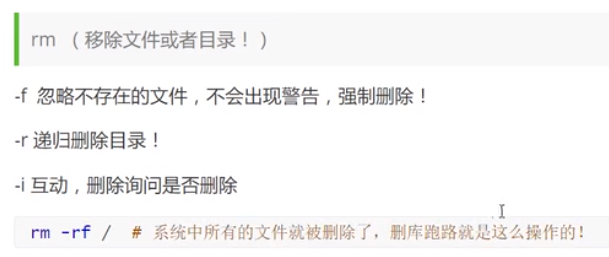 rm （移除文件或者目录！）
-f 忽略不存在的文件，不会出现警告，强制删除！
-r 递归删除目录！
-i 互动，删除询问是否删除
rm -rf / # 系统中所有的文件就被删除了，删库跑路就是这么操作的！